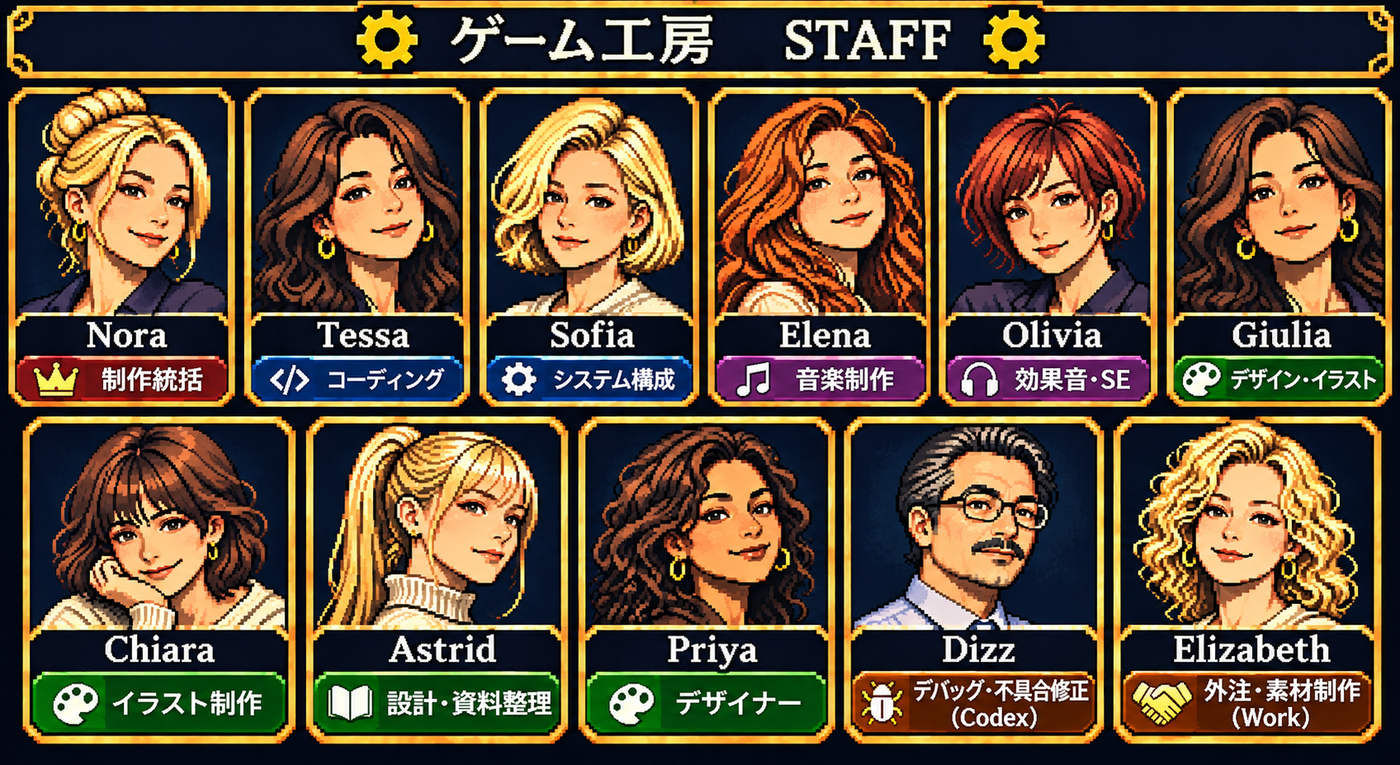 ゲーム工房 STAFF
Nora
制作統括
Tessa
</> コーディング
Sofia
システム構成
Elena
音楽制作
Olivia
効果音・SE
Giulia
デザイン・イラスト
Chiara
イラスト制作
Astrid
設計・資料整理
Priya
デザイナー
Dizz
デバッグ・不具合修正
(Codex)
Elizabeth
外注・素材制作
(Work)